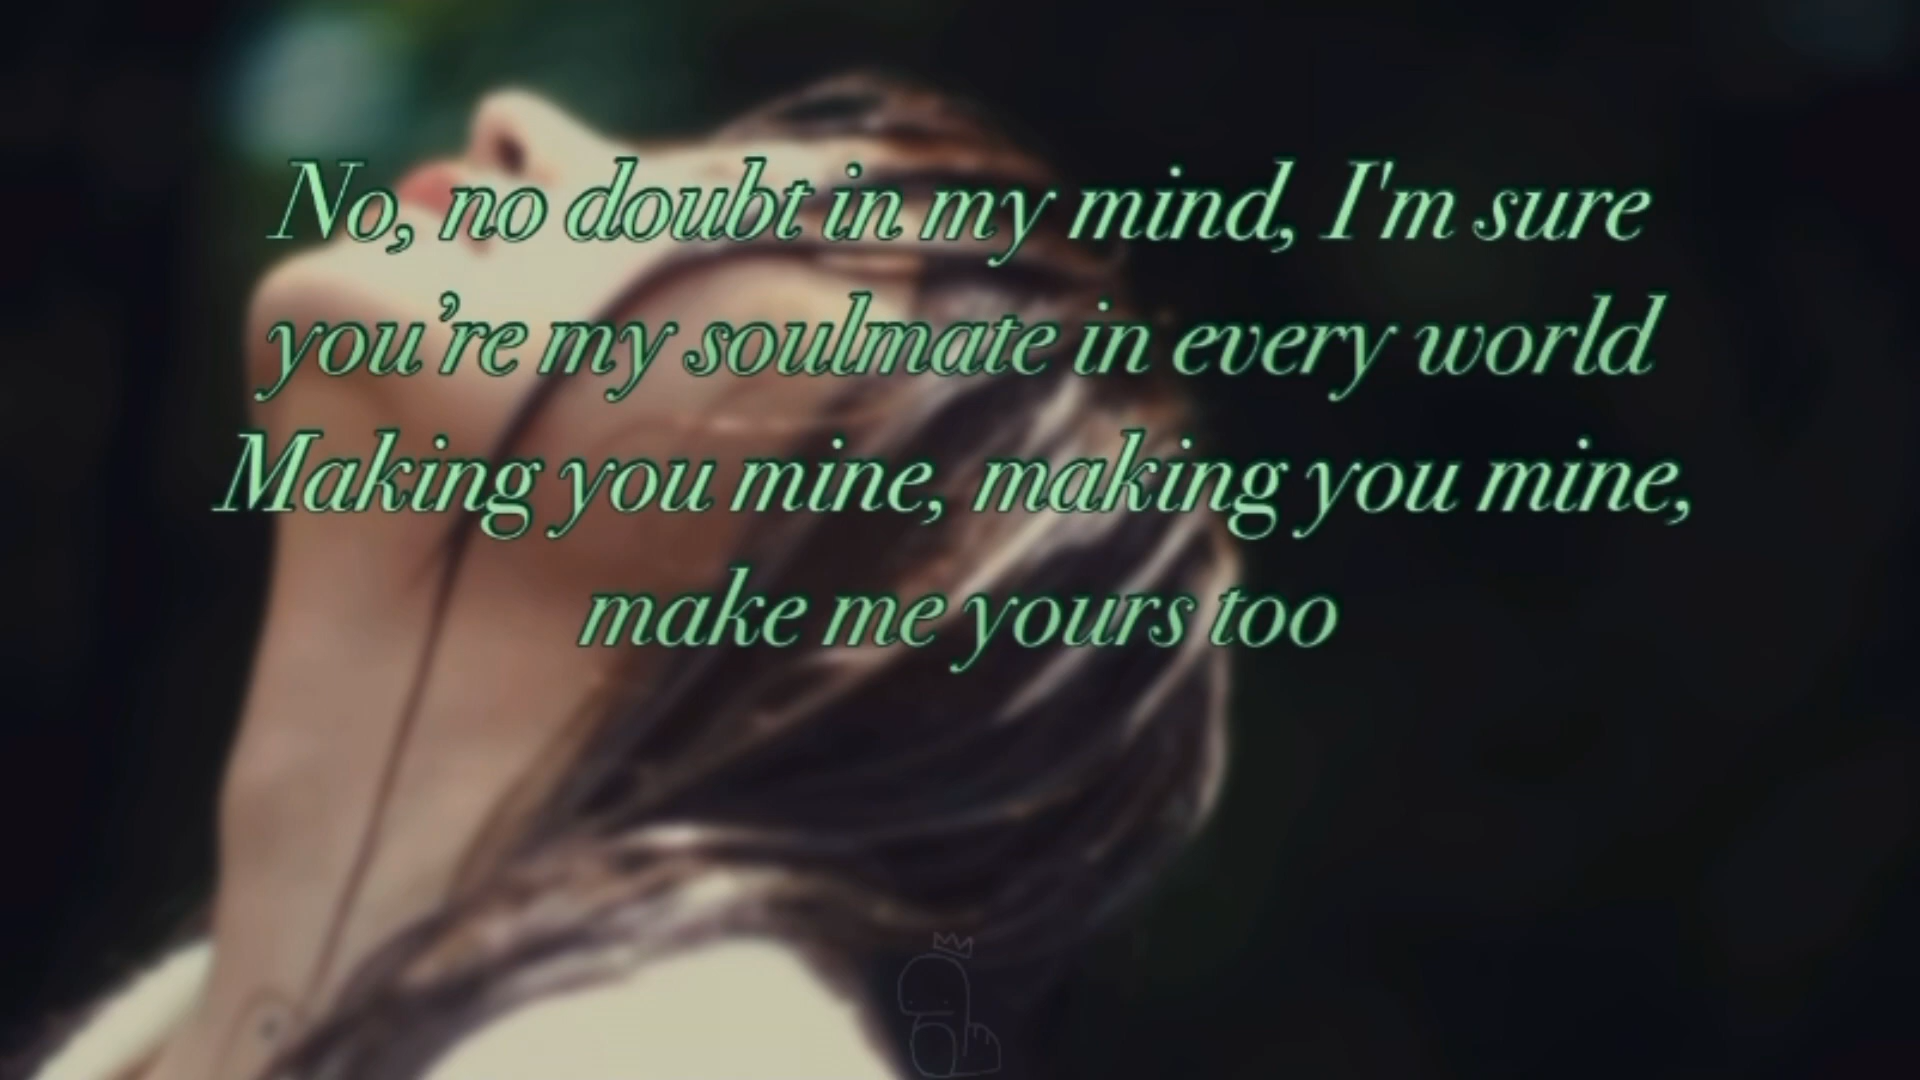 No, no doubt in my mind, I'm sure
you’re my soulmate in every world
Making you mine, making you mine,
make me yours too